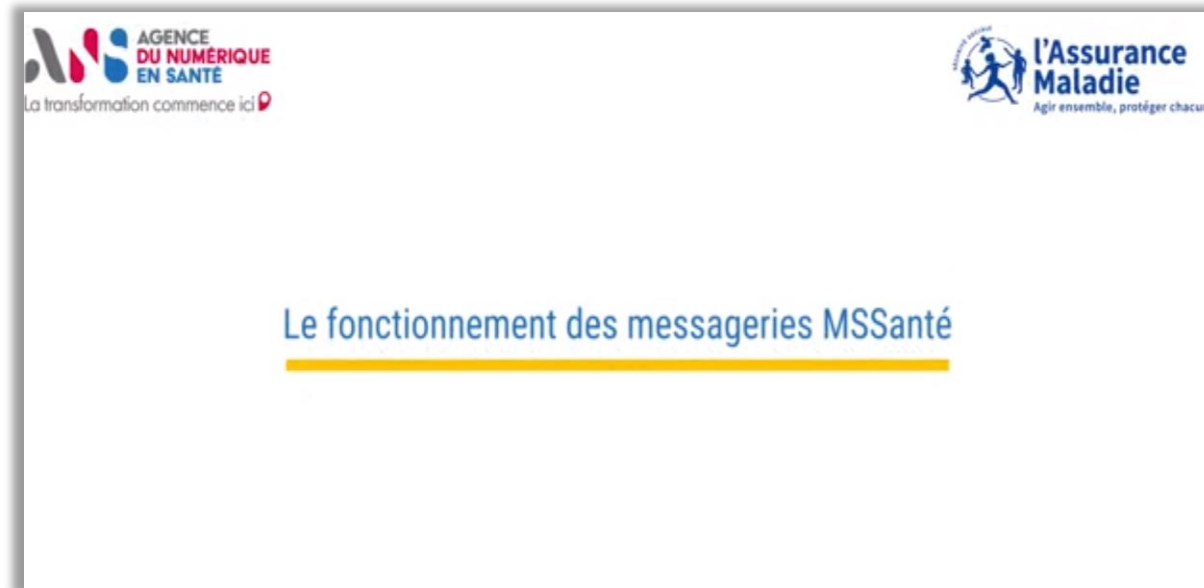 AGENCE
DU NUMÉRIQUE
EN SANTÉ
La transformation commence ici
l'Assurance
Maladie
Agir ensemble, protéger chacun
Le fonctionnement des messageries MSSanté